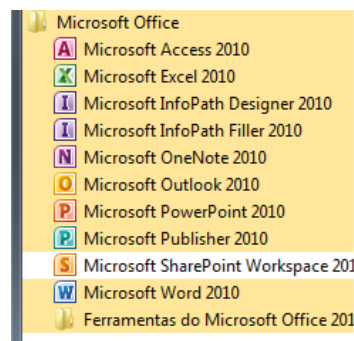 Microsoft Office
Microsoft Access 2010
Microsoft Excel 2010
Microsoft InfoPath Designer 2010
Microsoft InfoPath Filler 2010
Microsoft OneNote 2010
Microsoft Outlook 2010
Microsoft PowerPoint 2010
Microsoft Publisher 2010
Microsoft SharePoint Workspace 201
Microsoft Word 2010
Ferramentas do Microsoft Office 201